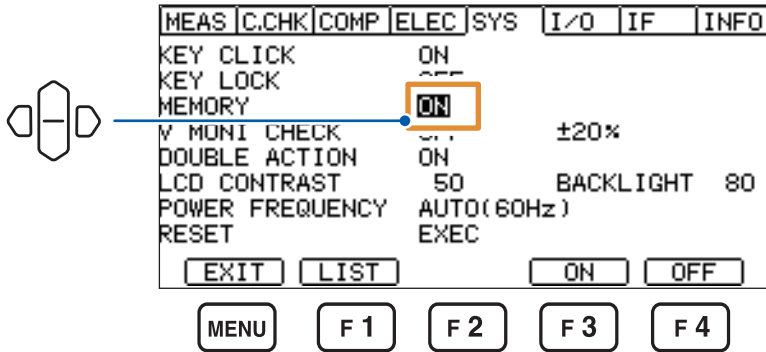 MEAS C.CHK COMP ELEC SYS I/O IF INFO
KEY CLICK ON
KEY LOCK OFF
MEMORY ON
V MONI CHECK OFF ±20%
DOUBLE ACTION ON
LCD CONTRAST 50 BACKLIGHT 80
POWER FREQUENCY AUTO(60Hz)
RESET EXEC
EXIT LIST ON OFF
MENU F1 F2 F3 F4